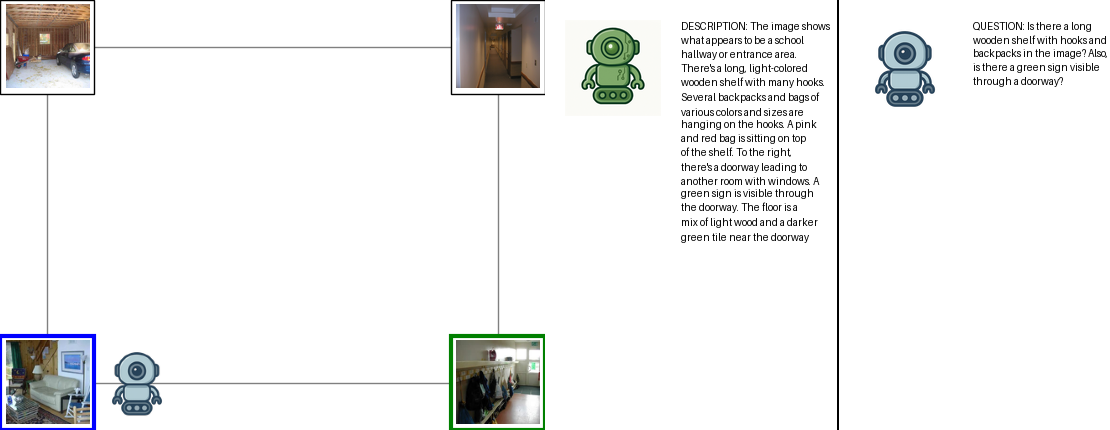 DESCRIPTION: The image shows
what appears to be a school
hallway or entrance area.
There's a long, light-colored
wooden shelf with many hooks.
Several backpacks and bags of
various colors and sizes are
hanging on the hooks. A pink
and red bag is sitting on top
of the shelf. To the right,
there's a doorway leading to
another room with windows. A
green sign is visible through
the doorway. The floor is a
mix of light wood and a darker
green tile near the doorway
QUESTION: Is there a long
wooden shelf with hooks and
backpacks in the image? Also,
is there a green sign visible
through a doorway?